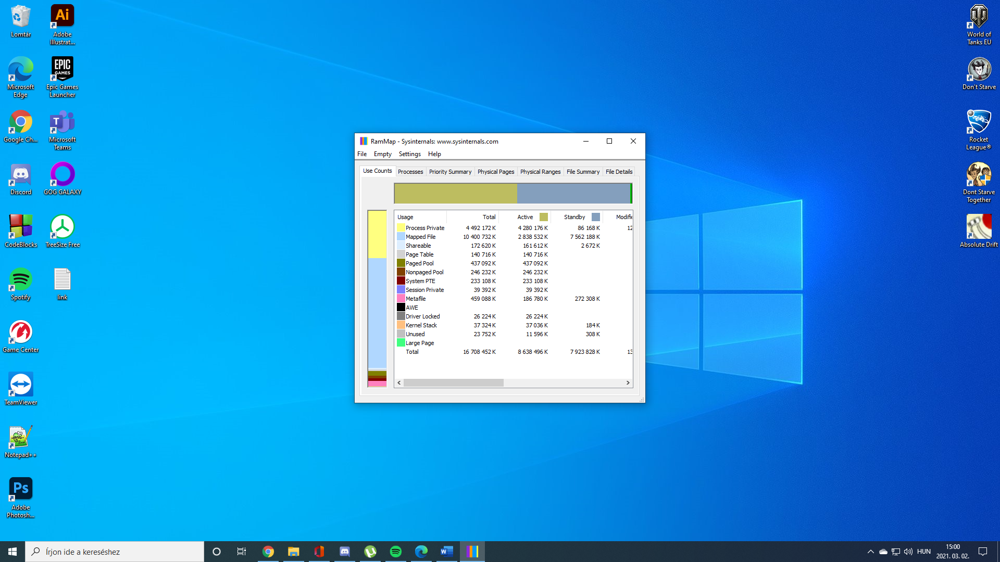 Lomtár
Ai
Adobe
Illustrat...
Microsoft
Edge
EPIC
GAMES
Epic Games
Launcher
Google Ch...
T
Microsoft
Teams
Discord
GOG GALAXY
CodeBlocks
TreeSize Free
Spotify
link
Game Center
TeamViewer
Notepad++
Ps
Adobe
Photosh...
World of
Tanks EU
Don't Starve
Rocket
League®
Dont Starve
Together
Absolute Drift
RamMap - Sysinternals: www.sysinternals.com
File Empty Settings Help
Use Counts Processes Priority Summary Physical Pages Physical Ranges File Summary File Details
Usage Total Active Standby Modifie
Process Private 4 492 172 K 4 280 176 K 86 168 K 12
Mapped File 10 400 732 K 2 838 532 K 7 562 188 K
Shareable 172 620 K 161 612 K 2 672 K
Page Table 140 716 K 140 716 K
Paged Pool 437 092 K 437 092 K
Nonpaged Pool 246 232 K 246 232 K
System PTE 233 108 K 233 108 K
Session Private 39 392 K 39 392 K
Metafile 459 088 K 186 780 K 272 308 K
AWE
Driver Locked 26 224 K 26 224 K
Kernel Stack 37 324 K 37 036 K 184 K
Unused 23 752 K 11 596 K 308 K
Large Page
Total 16 708 452 K 8 638 496 K 7 923 828 K 13
Írjon ide a kereséshez
W
HUN
15:00
2021. 03. 02.